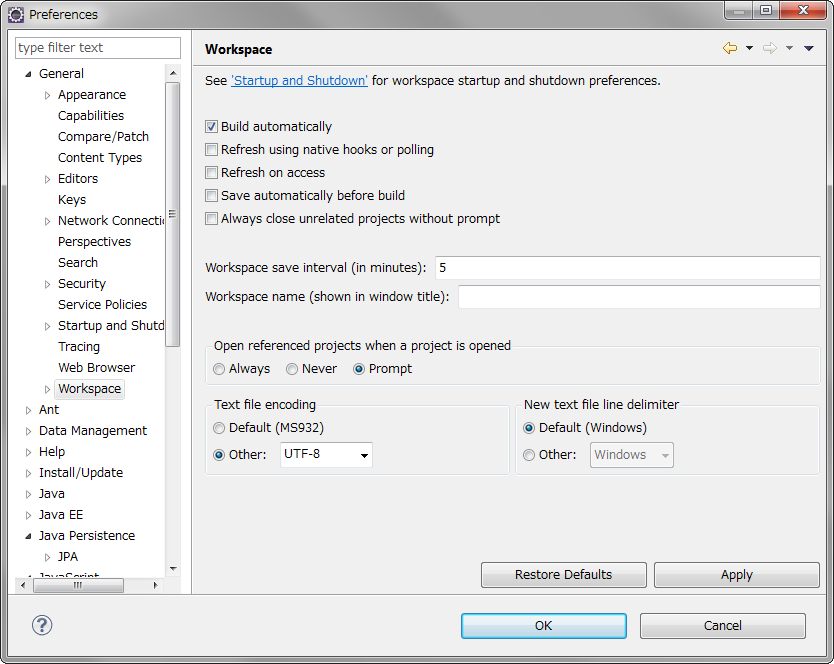 Preferences
type filter text
General
Appearance
Capabilities
Compare/Patch
Content Types
Editors
Keys
Network Connectic
Perspectives
Search
Security
Service Policies
Startup and Shutd
Tracing
Web Browser
Workspace
Ant
Data Management
Help
Install/Update
Java
Java EE
Java Persistence
JPA
JavaScript
Workspace
See 'Startup and Shutdown' for workspace startup and shutdown preferences.
Build automatically
Refresh using native hooks or polling
Refresh on access
Save automatically before build
Always close unrelated projects without prompt
Workspace save interval (in minutes): 5
Workspace name (shown in window title):
Open referenced projects when a project is opened
Always Never Prompt
Text file encoding
Default (MS932)
Other: UTF-8
New text file line delimiter
Default (Windows)
Other: Windows
Restore Defaults Apply
OK Cancel